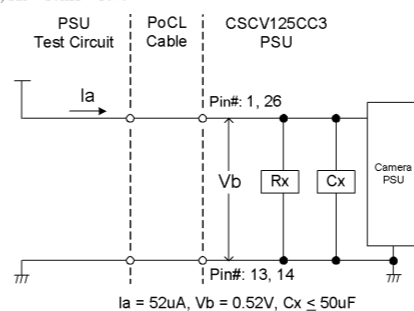 PSU
Test Circuit
PoCL
Cable
CSCV125CC3
PSU
Ia
Pin#: 1, 26
Vb
Rx
Cx
Camera
PSU
Pin#: 13, 14
Ia = 52uA, Vb = 0.52V, Cx ≤ 50uF